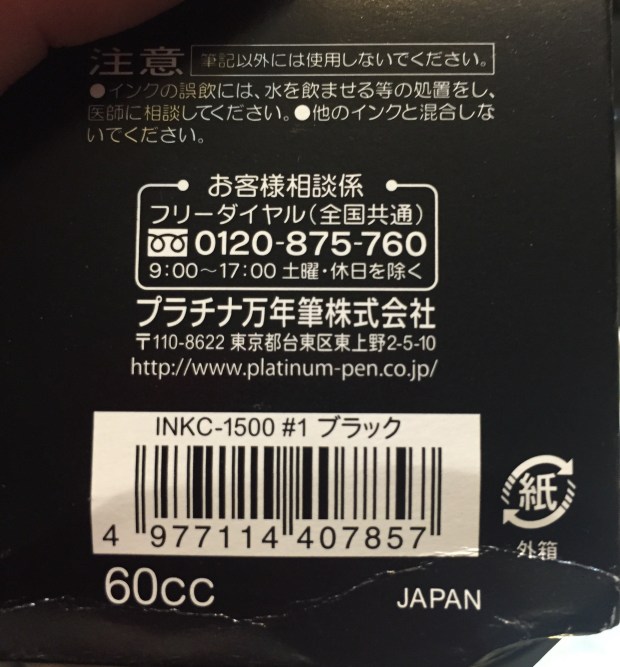 注意 筆記以外には使用しないでください。
●インクの誤飲には、水を飲ませる等の処置をし、
医師に相談してください。●他のインクと混合しな
いでください。
お客様相談係
フリーダイヤル(全国共通)
0120-875-760
9:00〜17:00 土曜・休日を除く
プラチナ万年筆株式会社
〒110-8622 東京都台東区東上野2-5-10
http://www.platinum-pen.co.jp/
INKC-1500 #1 ブラック
4 977114 407857
紙
外箱
60cc
JAPAN